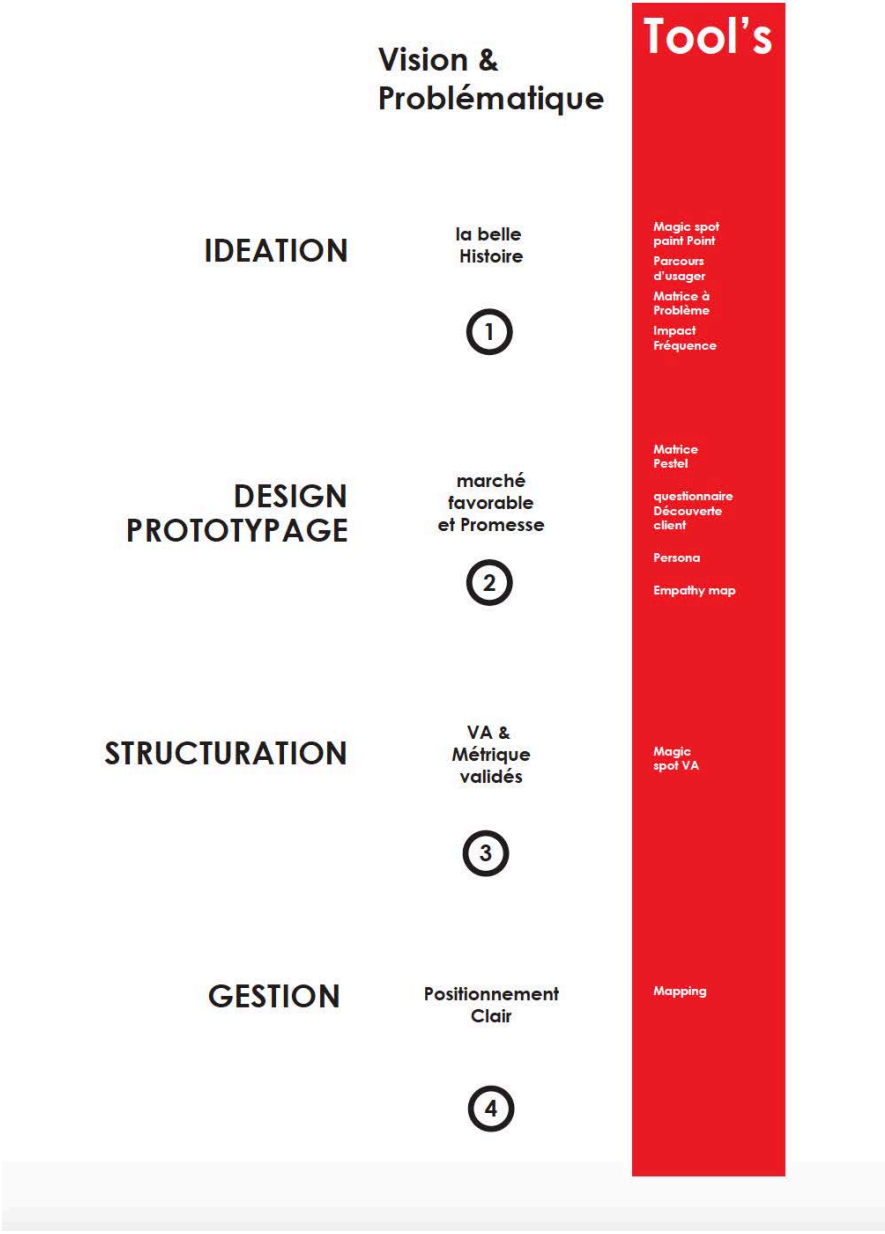 Vision &
Problématique
Tool's
IDEATION
la belle
Histoire
1
Magic spot
paint Point
Parcours
d'usager
Matrice à
Problème
Impact
Fréquence
DESIGN
PROTOTYPAGE
marché
favorable
et Promesse
2
Matrice
Pestel
questionnaire
Découverte
client
Persona
Empathy map
STRUCTURATION
VA &
Métrique
validés
3
Magic
spot VA
GESTION
Positionnement
Clair
4
Mapping